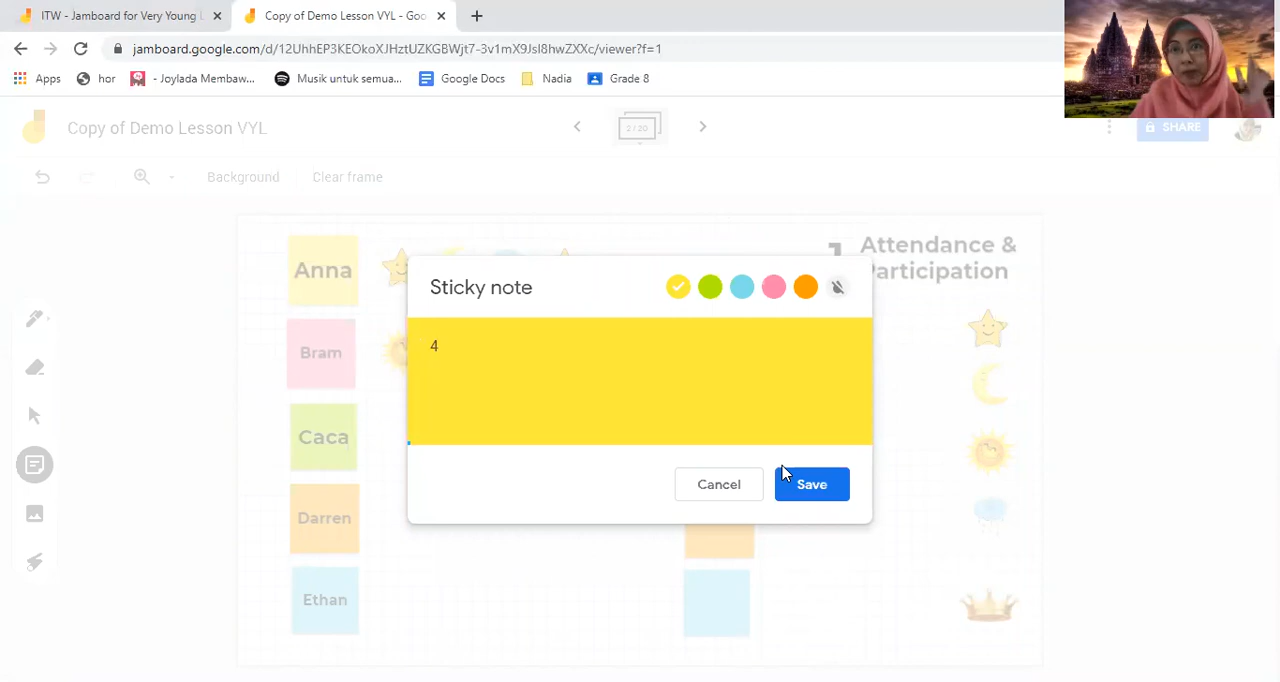 ITW - Jamboard for Very Young L
Copy of Demo Lesson VYL - Goo
jamboard.google.com/d/12UhhEP3KEOkoXJHztUZKGBWjt7-3v1mX9Jsl8hwZXXc/viewer?f=1
Apps
hor
- Joylada Membaw...
Musik untuk semua...
Google Docs
Nadia
Grade 8
Copy of Demo Lesson VYL
2 / 20
SHARE
Background
Clear frame
Attendance &
Participation
Anna
Bram
Caca
Darren
Ethan
Sticky note
4
Cancel
Save